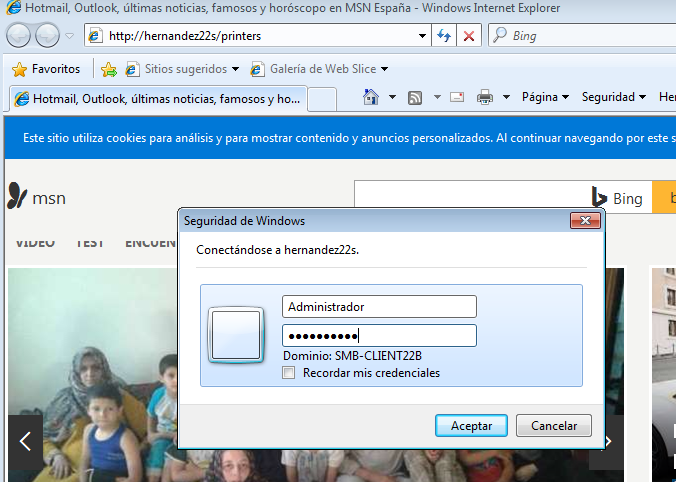 Hotmail, Outlook, últimas noticias, famosos y horóscopo en MSN España - Windows Internet Explorer
http://hernandez22s/printers
Bing
Favoritos
Sitios sugeridos
Galería de Web Slice
Hotmail, Outlook, últimas noticias, famosos y ho...
Página
Seguridad
Her
Este sitio utiliza cookies para análisis y para mostrar contenido y anuncios personalizados. Al continuar navegando por este s
msn
Bing
b
VIDEO TEST ENCUEN
Seguridad de Windows
Conectándose a hernandez22s.
Administrador
●●●●●●●●●●
Dominio: SMB-CLIENT22B
Recordar mis credenciales
Aceptar
Cancelar